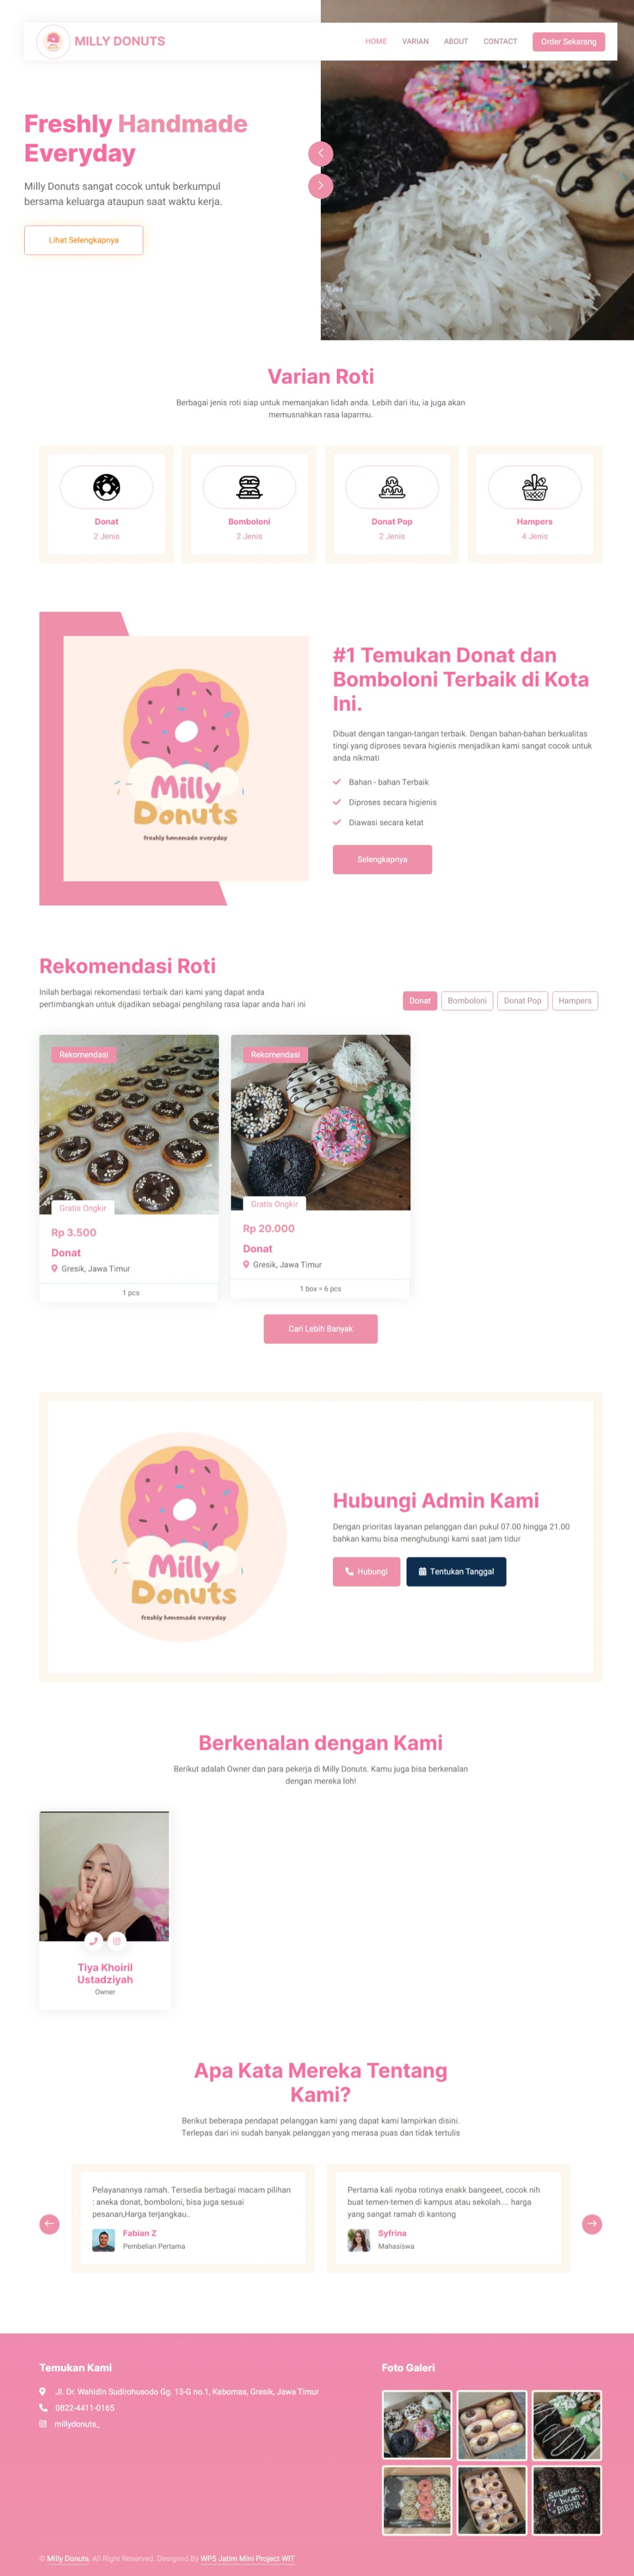 MILLY DONUTS
HOME
VARIAN
ABOUT
CONTACT
Order Sekarang
Freshly Handmade
Everyday
Milly Donuts sangat cocok untuk berkumpul
bersama keluarga ataupun saat waktu kerja.
Lihat Selengkapnya
Varian Roti
Berbagai jenis roti siap untuk memanjakan lidah anda. Lebih dari itu, ia juga akan
memusnahkan rasa laparmu.
Donat
2 Jenis
Bomboloni
2 Jenis
Donat Pop
2 Jenis
Hampers
4 Jenis
Milly
Donuts
freshly homemade everyday
#1 Temukan Donat dan
Bomboloni Terbaik di Kota
Ini.
Dibuat dengan tangan-tangan terbaik. Dengan bahan-bahan berkualitas
tingi yang diproses sevara higienis menjadikan kami sangat cocok untuk
anda nikmati
Bahan - bahan Terbaik
Diproses secara higienis
Diawasi secara ketat
Selengkapnya
Rekomendasi Roti
Inilah berbagai rekomendasi terbaik dari kami yang dapat anda
pertimbangkan untuk dijadikan sebagai penghilang rasa lapar anda hari ini
Donat
Bomboloni
Donat Pop
Hampers
Rekomendasi
Gratis Ongkir
Rp 3.500
Donat
Gresik, Jawa Timur
1 pcs
Rekomendasi
Gratis Ongkir
Rp 20.000
Donat
Gresik, Jawa Timur
1 box = 6 pcs
Cari Lebih Banyak
Milly
Donuts
freshly homemade everyday
Hubungi Admin Kami
Dengan prioritas layanan pelanggan dari pukul 07.00 hingga 21.00
bahkan kamu bisa menghubungi kami saat jam tidur
Hubungi
Tentukan Tanggal
Berkenalan dengan Kami
Berikut adalah Owner dan para pekerja di Milly Donuts. Kamu juga bisa berkenalan
dengan mereka loh!
Tiya Khoiril
Ustadziyah
Owner
Apa Kata Mereka Tentang
Kami?
Berikut beberapa pendapat pelanggan kami yang dapat kami lampirkan disini.
Terlepas dari ini sudah banyak pelanggan yang merasa puas dan tidak tertulis
Pelayanannya ramah. Tersedia berbagai macam pilihan
: aneka donat, bomboloni, bisa juga sesuai
pesanan,Harga terjangkau..
Fabian Z
Pembelian Pertama
Pertama kali nyoba rotinya enakk bangeeet, cocok nih
buat temen-temen di kampus atau sekolah.... harga
yang sangat ramah di kantong
Syfrina
Mahasiswa
Temukan Kami
Jl. Dr. Wahidin Sudirohusodo Gg. 13-G no.1, Kebomas, Gresik, Jawa Timur
0822-4411-0165
millydonuts_
Foto Galeri
Selamat
7 bulan
© Milly Donuts, All Right Reserved. Designed By WP5 Jatim Mini Project WIT